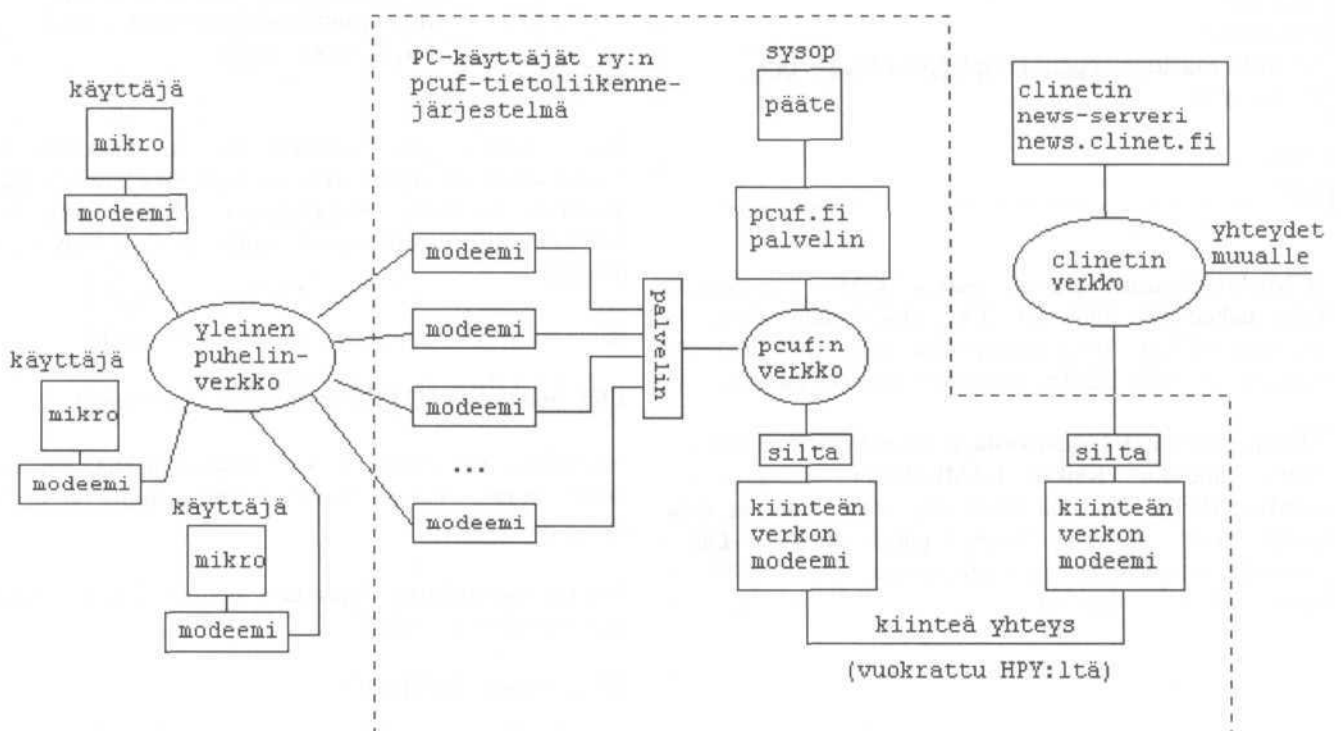 käyttäjä
mikro
modeemi
käyttäjä
mikro
modeemi
käyttäjä
mikro
modeemi
yleinen
puhelin-
verkko
PC-käyttäjät ry:n
pcuf-tietoliikenne-
järjestelmä
modeemi
modeemi
modeemi
...
modeemi
palvelin
sysop
pääte
pcuf.fi
palvelin
pcuf:n
verkko
silta
kiinteän
verkon
modeemi
clinetin
news-serveri
news.clinet.fi
clinetin
verkko
yhteydet
muualle
silta
kiinteän
verkon
modeemi
kiinteä yhteys
(vuokrattu HPY:ltä)